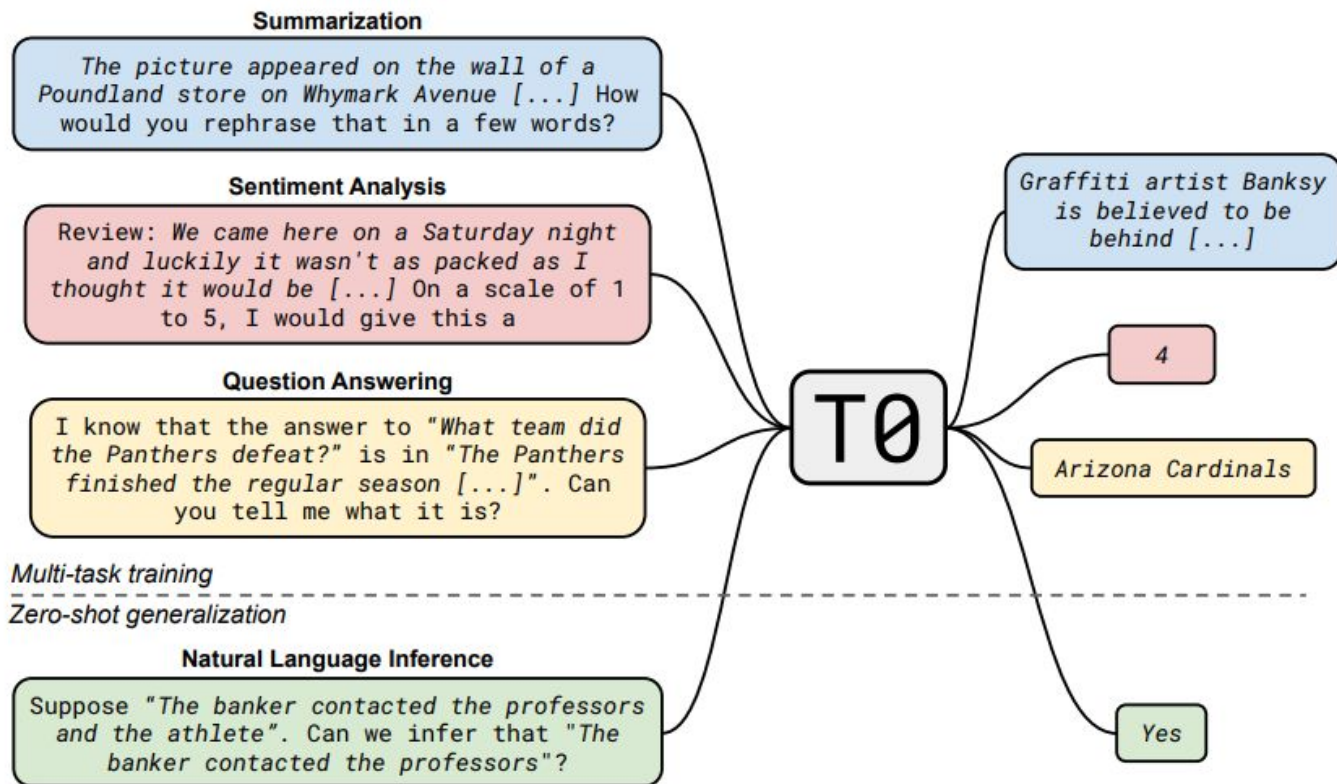 Summarization
The picture appeared on the wall of a
Poundland store on Whymark Avenue [...] How
would you rephrase that in a few words?
Sentiment Analysis
Review: We came here on a Saturday night
and luckily it wasn't as packed as I
thought it would be [...] On a scale of 1
to 5, I would give this a
Question Answering
I know that the answer to “What team did
the Panthers defeat?” is in “The Panthers
finished the regular season [...]”. Can
you tell me what it is?
Multi-task training
Zero-shot generalization
Natural Language Inference
Suppose “The banker contacted the professors
and the athlete”. Can we infer that "The
banker contacted the professors"?
T0
Graffiti artist Banksy
is believed to be
behind [...]
4
Arizona Cardinals
Yes